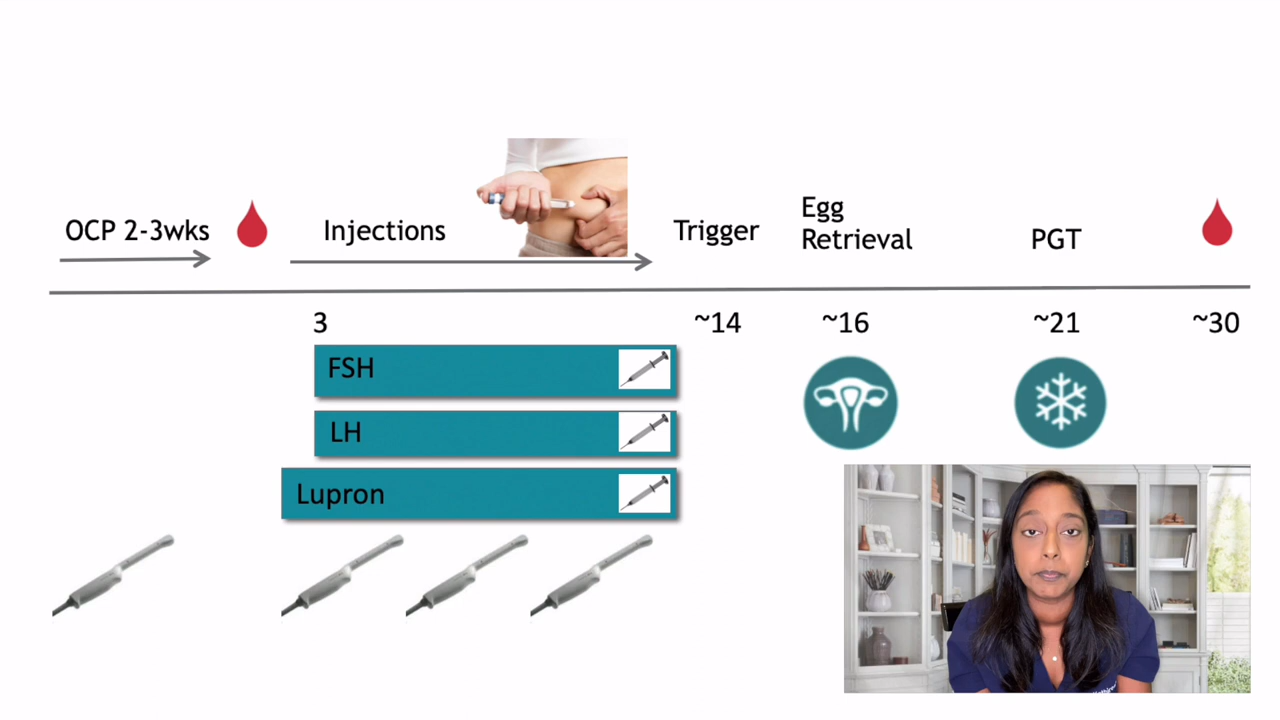 OCP 2-3wks
Injections
Trigger
Egg
Retrieval
PGT
3
~14
~16
~21
~30
FSH
LH
Lupron